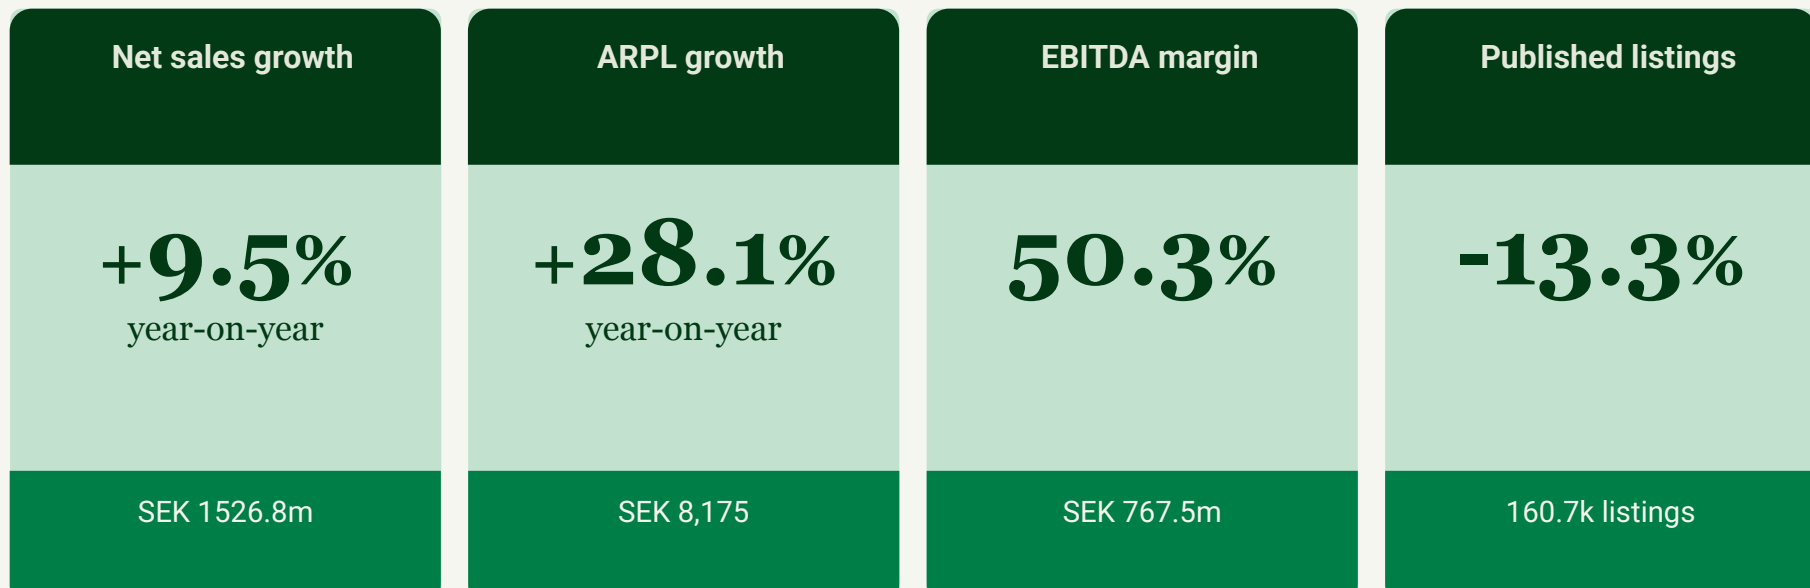 Net sales growth
+9.5%
year-on-year
SEK 1526.8m
ARPL growth
+28.1%
year-on-year
SEK 8,175
EBITDA margin
50.3%
SEK 767.5m
Published listings
-13.3%
160.7k listings